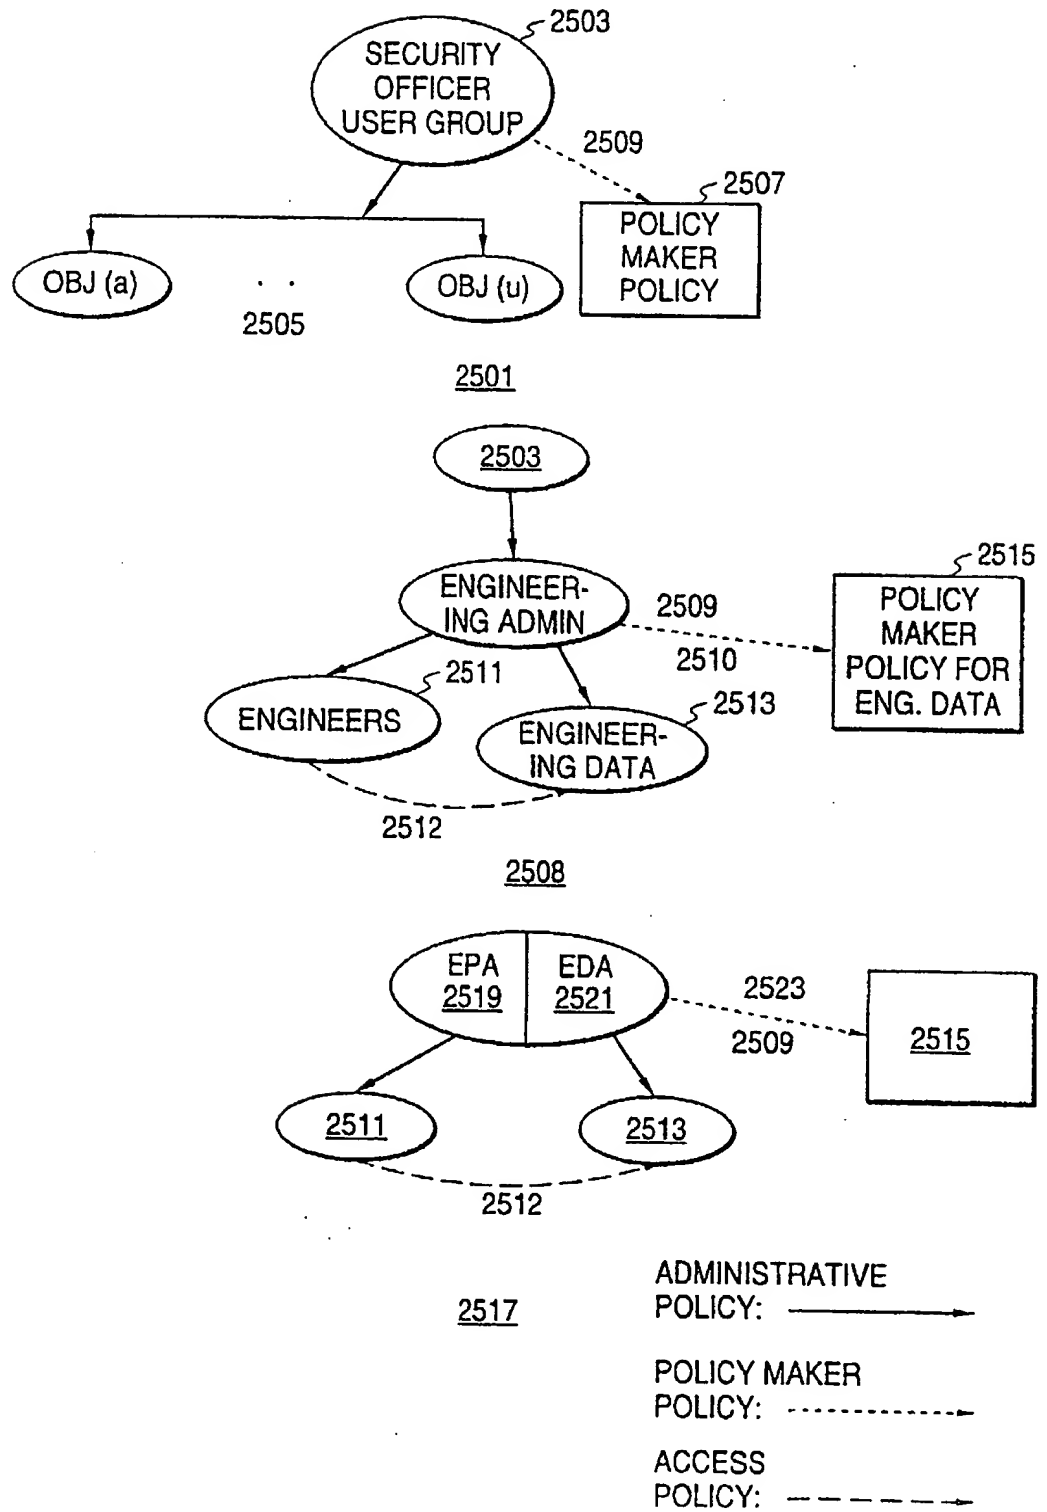 2503
SECURITY
OFFICER
USER GROUP
2509
2507
POLICY
MAKER
POLICY
OBJ (a)
. .
OBJ (u)
2505
2501
2503
2515
ENGINEER-
ING ADMIN
2509
2510
POLICY
MAKER
POLICY FOR
ENG. DATA
2511
ENGINEERS
2513
ENGINEER-
ING DATA
2512
2508
EPA
2519
EDA
2521
2523
2509
2515
2511
2513
2512
2517
ADMINISTRATIVE
POLICY:
POLICY MAKER
POLICY:
ACCESS
POLICY: